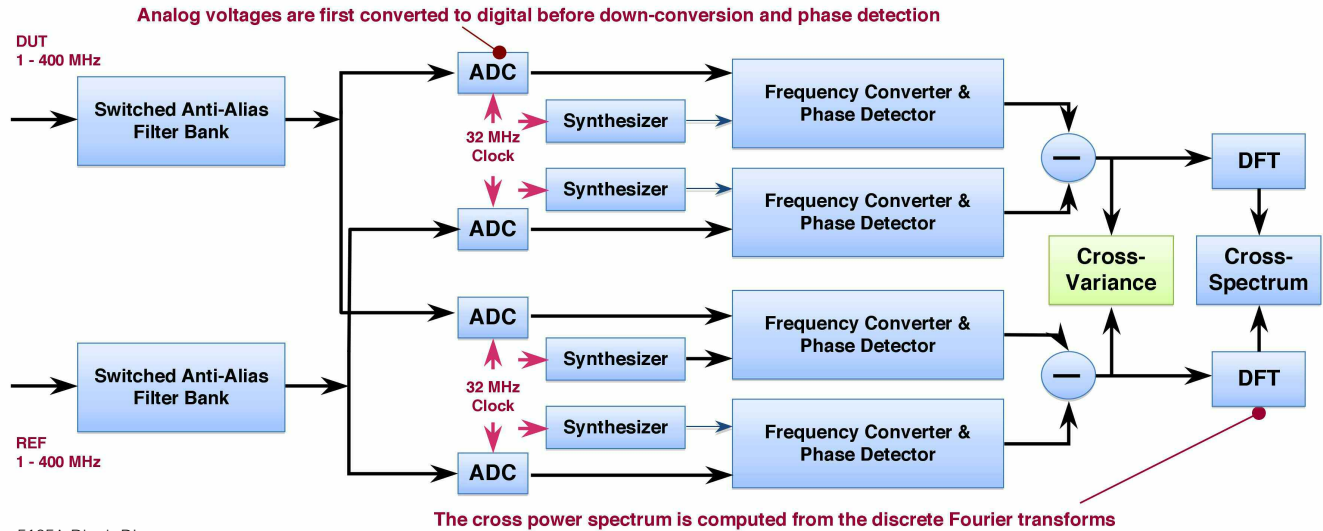 Analog voltages are first converted to digital before down-conversion and phase detection
DUT
1 - 400 MHz
Switched Anti-Alias
Filter Bank
ADC
Synthesizer
Frequency Converter &
Phase Detector
32 MHz
Clock
Synthesizer
Frequency Converter &
Phase Detector
ADC
DFT
Cross-
Variance
Cross-
Spectrum
ADC
Synthesizer
Frequency Converter &
Phase Detector
Switched Anti-Alias
Filter Bank
32 MHz
Clock
DFT
Synthesizer
Frequency Converter &
Phase Detector
ADC
REF
1 - 400 MHz
The cross power spectrum is computed from the discrete Fourier transforms